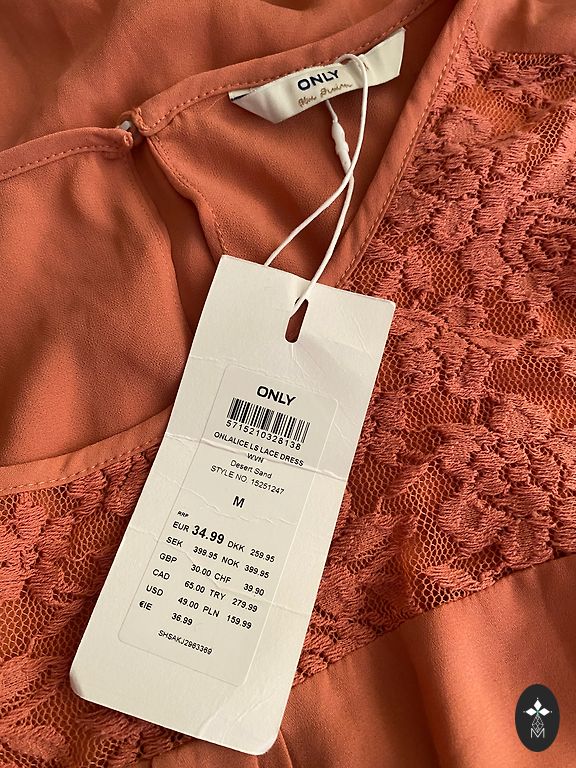 ONLY
ONLY
5715210328138
ONLALICE LS LACE DRESS
WVN
Desert Sand
STYLE NO. 15251247
M
RRP
EUR 34.99 DKK 259.95
SEK 399.95 NOK 399.95
GBP 30.00 CHF 39.90
CAD 65.00 TRY 279.99
USD 49.00 PLN 159.99
€IE 36.99
SHSAKJ2963369
M